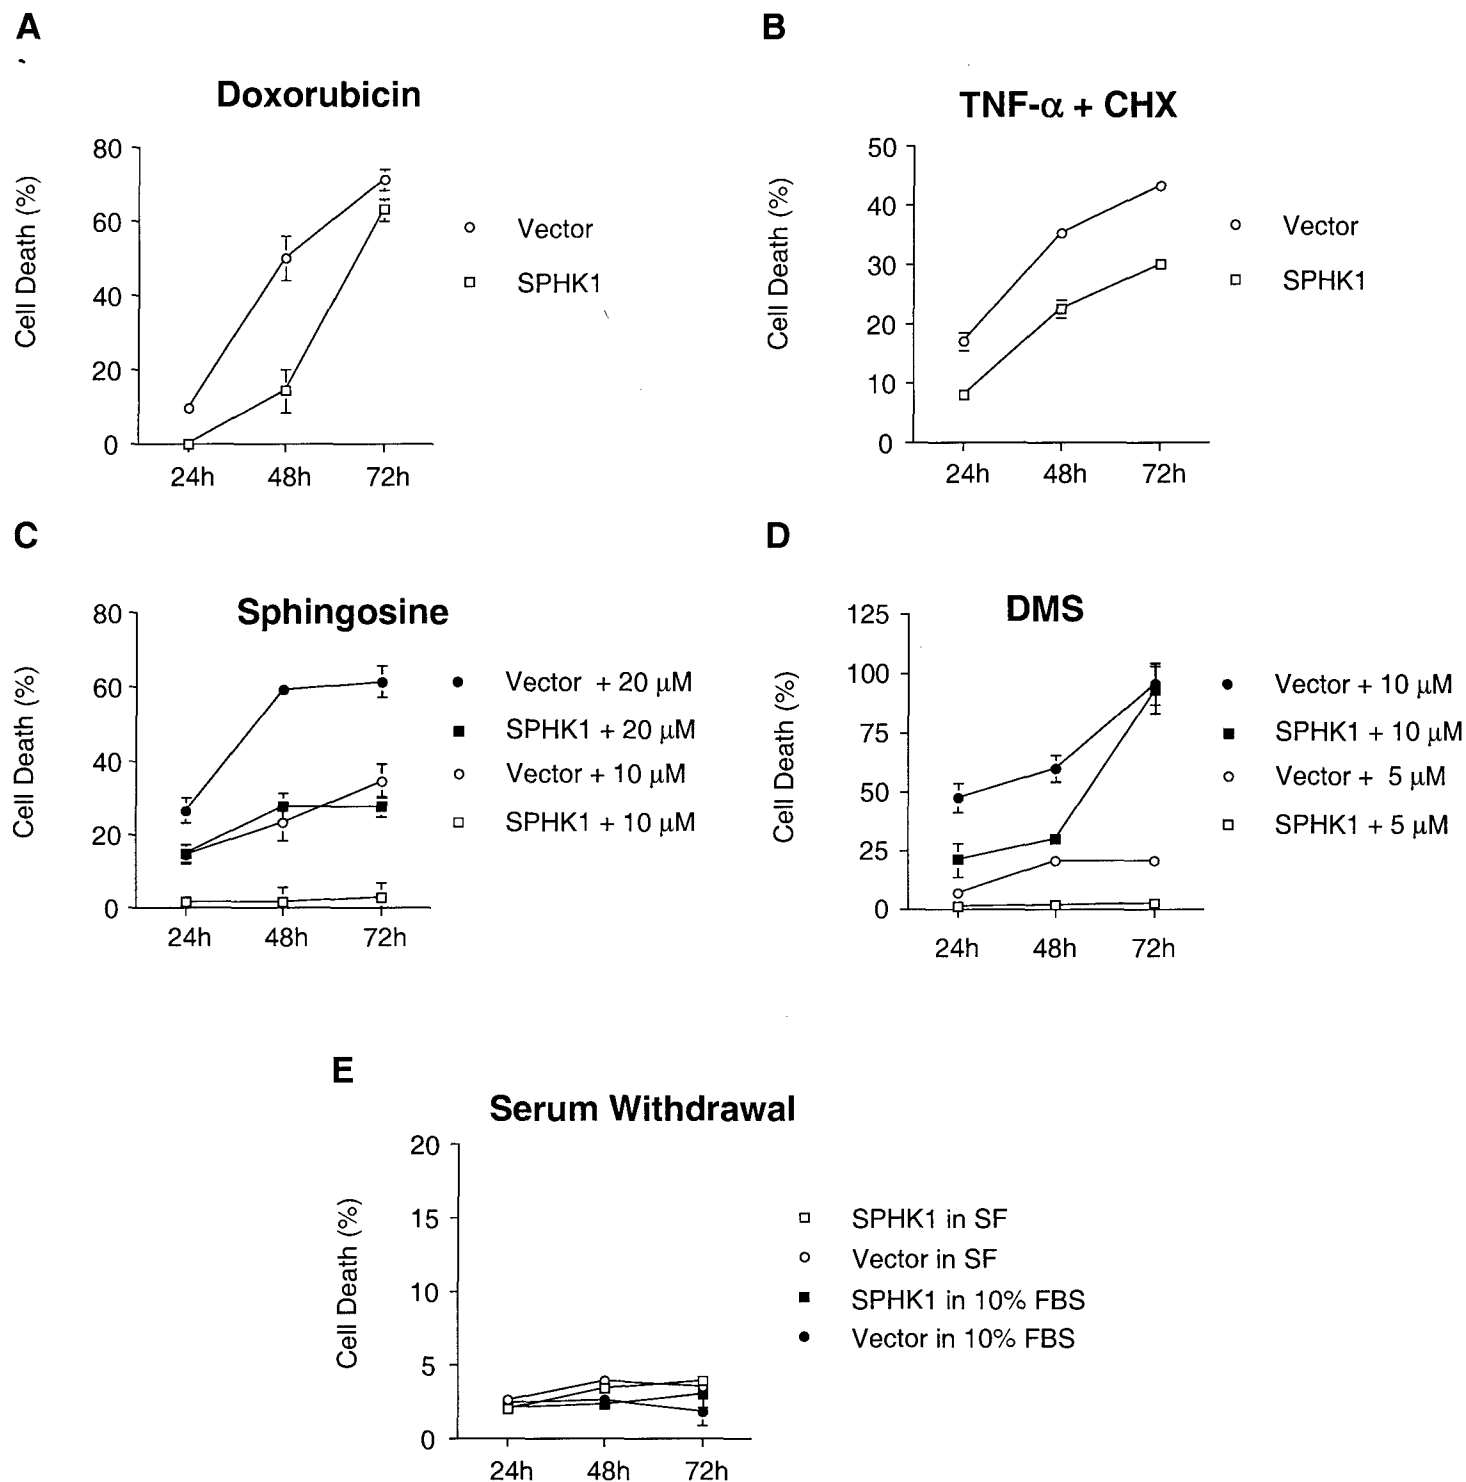 A
Doxorubicin
Cell Death (%)
80
60
40
20
0
24h 48h 72h
Vector
SPHK1
B
TNF-α + CHX
Cell Death (%)
50
40
30
20
10
0
24h 48h 72h
Vector
SPHK1
C
Sphingosine
Cell Death (%)
80
60
40
20
0
24h 48h 72h
Vector + 20 μM
SPHK1 + 20 μM
Vector + 10 μM
SPHK1 + 10 μM
D
DMS
Cell Death (%)
125
100
75
50
25
0
24h 48h 72h
Vector + 10 μM
SPHK1 + 10 μM
Vector + 5 μM
SPHK1 + 5 μM
E
Serum Withdrawal
Cell Death (%)
20
15
10
5
0
24h 48h 72h
SPHK1 in SF
Vector in SF
SPHK1 in 10% FBS
Vector in 10% FBS